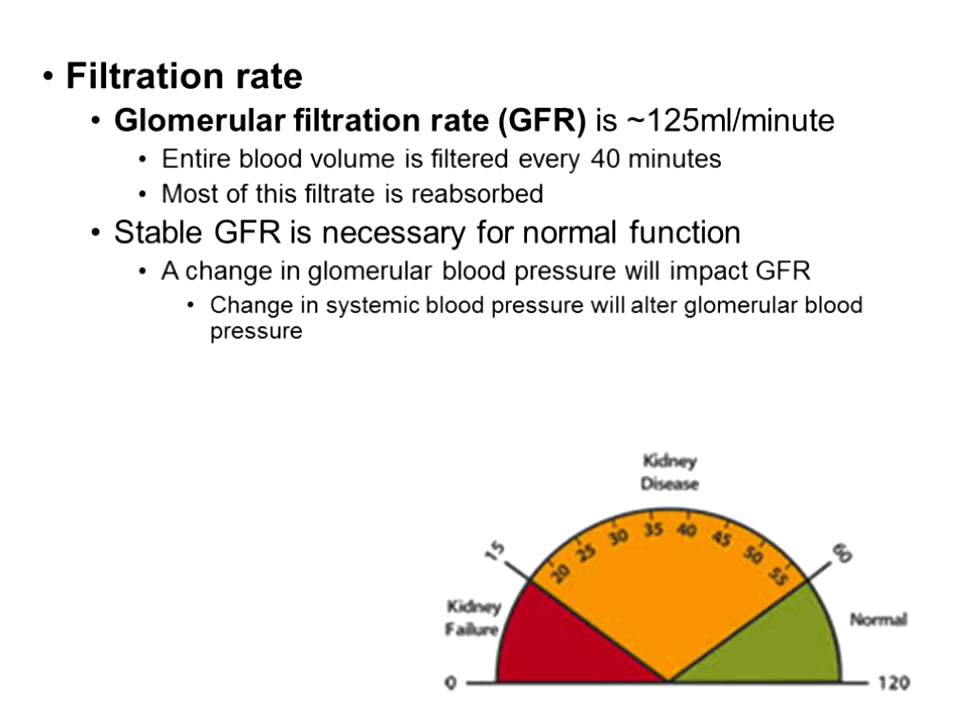 • Filtration rate
• Glomerular filtration rate (GFR) is ~125ml/minute
• Entire blood volume is filtered every 40 minutes
• Most of this filtrate is reabsorbed
• Stable GFR is necessary for normal function
• A change in glomerular blood pressure will impact GFR
• Change in systemic blood pressure will alter glomerular blood
pressure
Kidney
Disease
15
20
25
30
35
40
45
50
55
60
Kidney
Failure
Normal
0
120